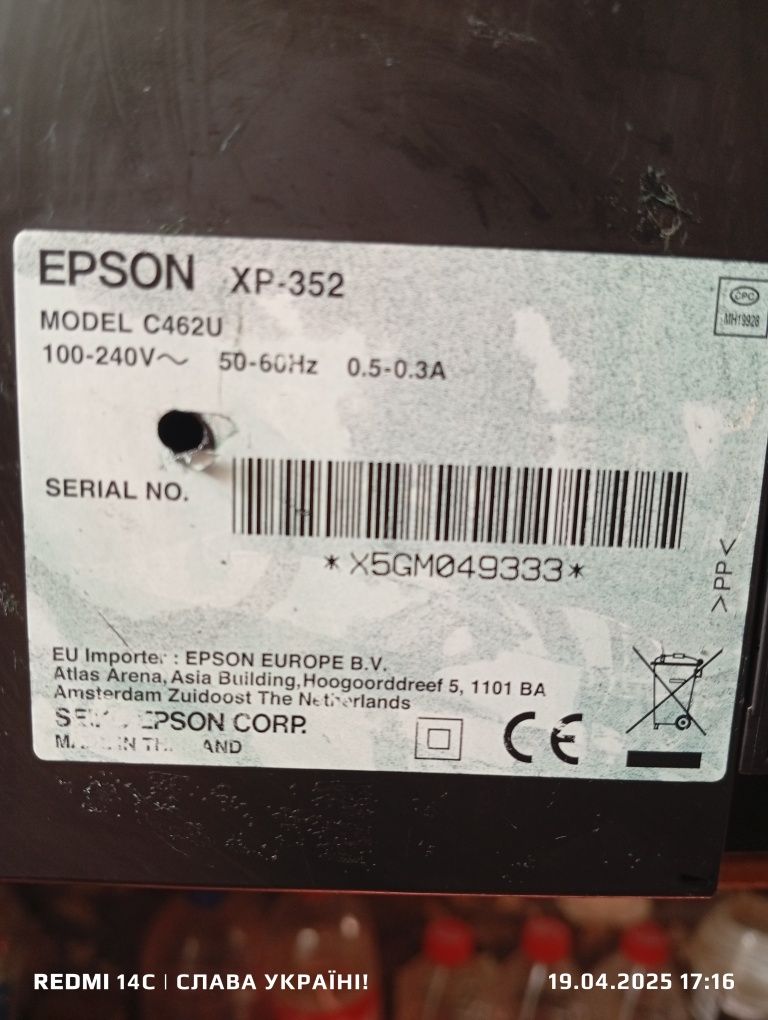 EPSON XP-352
CPC
MH19928
MODEL C462U
100-240V～ 50-60Hz 0.5-0.3A
SERIAL NO.
*X5GM049333*
>PP<
EU Importer : EPSON EUROPE B.V.
Atlas Arena, Asia Building, Hoogoorddreef 5, 1101 BA
Amsterdam Zuidoost The Netherlands
EPSON CORP.
CE
REDMI 14C | СЛАВА УКРАЇНІ!
19.04.2025 17:16